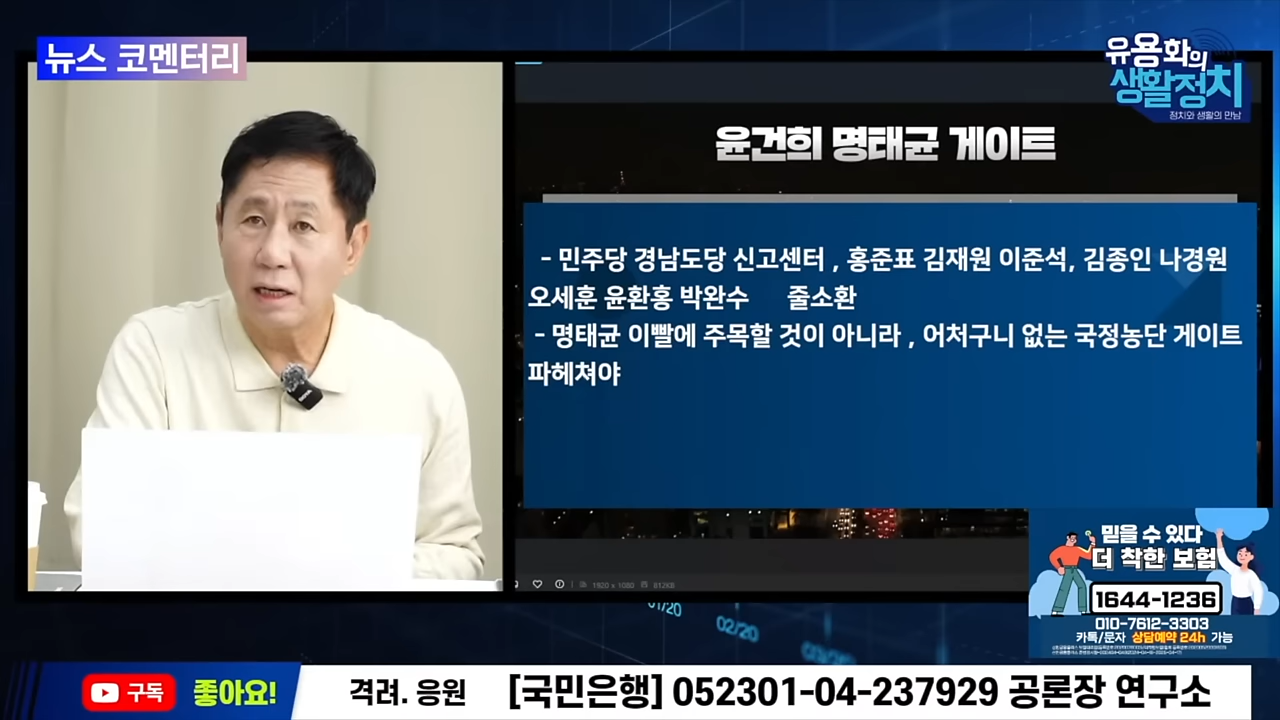 뉴스 코멘터리
유용화의
생활정치
정치와 생활의 만남
윤건희 명태균 게이트
- 민주당 경남도당 신고센터 , 홍준표 김재원 이준석, 김종인 나경원
오세훈 윤환홍 박완수 줄소환
- 명태균 이빨에 주목할 것이 아니라 , 어처구니 없는 국정농단 게이트
파헤쳐야
1920 x 1080 812KB
01/20
02/20
믿을 수 있다
더 착한 보험
1644-1236
010-7612-3303
카톡/문자 상담예약 24h 가능
구독 좋아요!
격려. 응원 [국민은행] 052301-04-237929 공론장 연구소